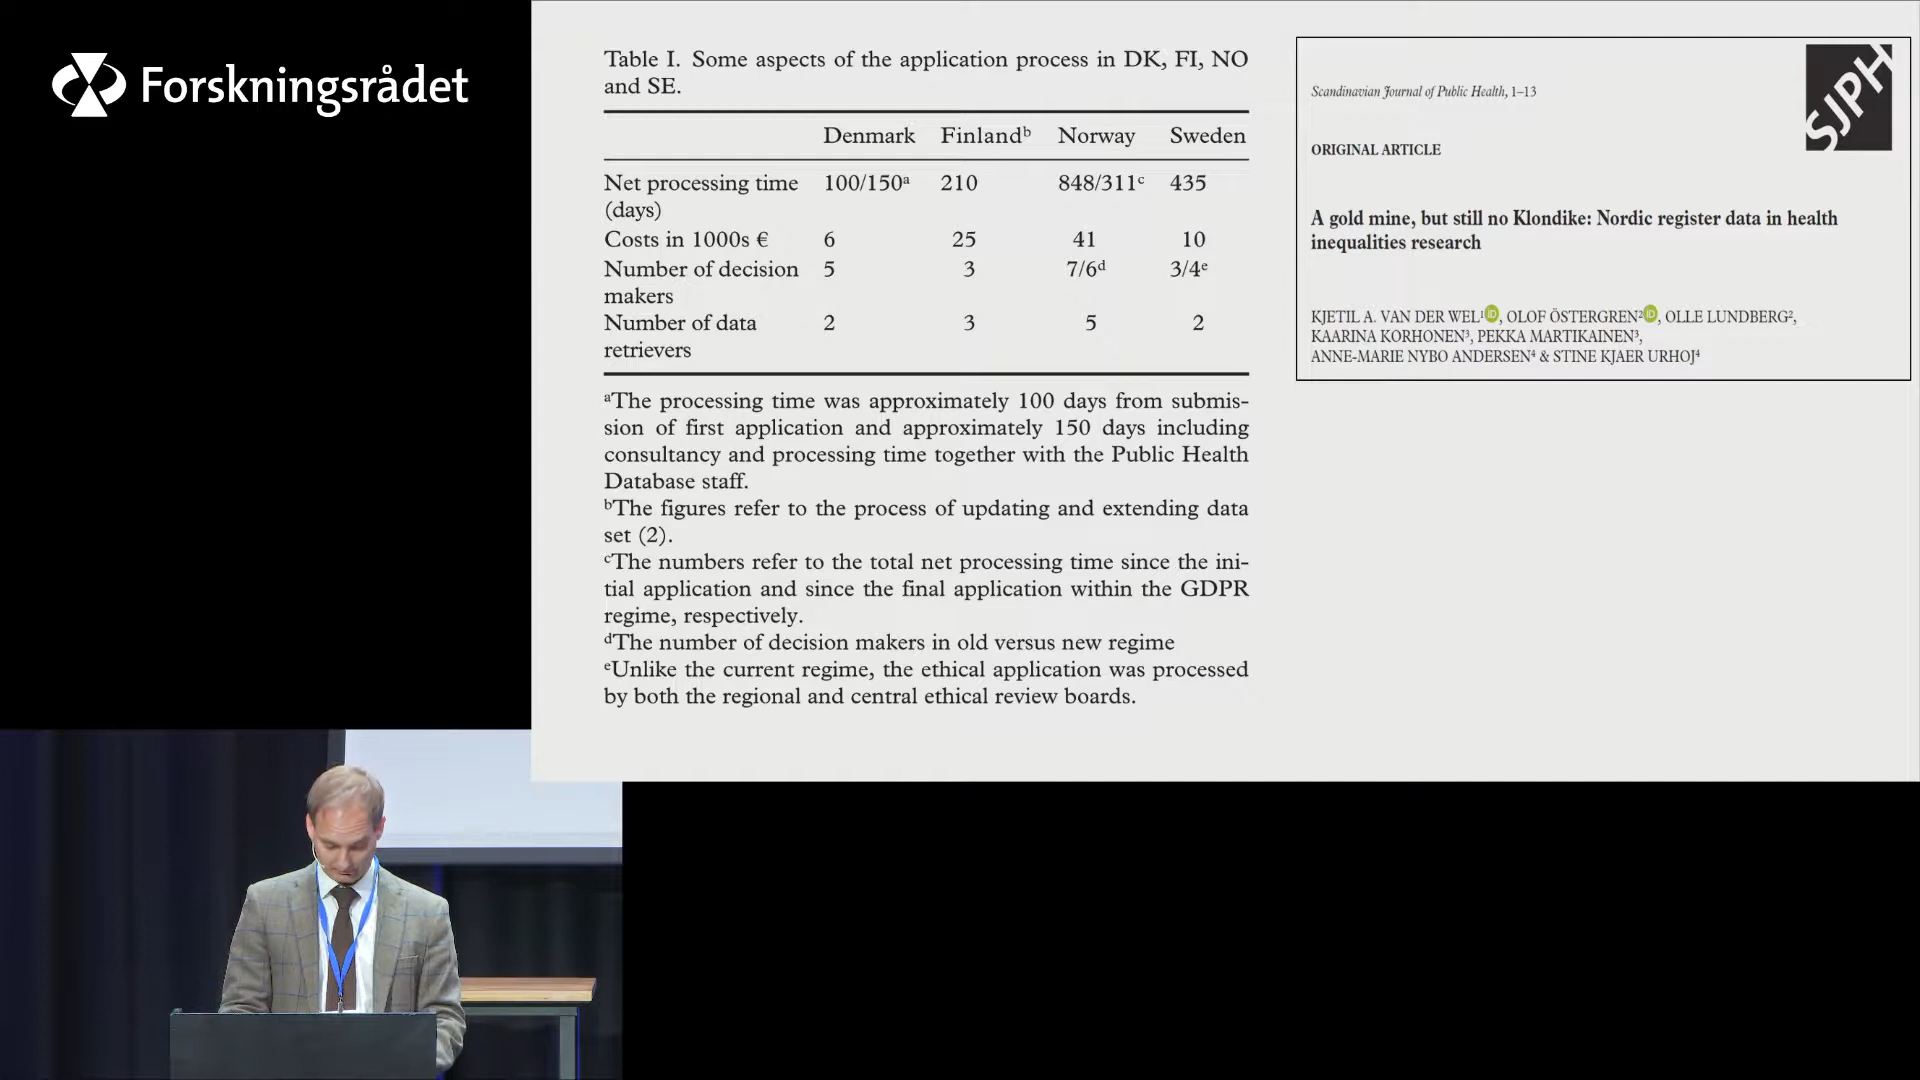 Forskningsrådet
Table I. Some aspects of the application process in DK, FI, NO
and SE.
Denmark Finlandᵇ Norway Sweden
Net processing time 100/150ᵃ 210 848/311ᶜ 435
(days)
Costs in 1000s € 6 25 41 10
Number of decision 5 3 7/6ᵈ 3/4ᵉ
makers
Number of data 2 3 5 2
retrievers
ᵃThe processing time was approximately 100 days from submis-
sion of first application and approximately 150 days including
consultancy and processing time together with the Public Health
Database staff.
ᵇThe figures refer to the process of updating and extending data
set (2).
ᶜThe numbers refer to the total net processing time since the ini-
tial application and since the final application within the GDPR
regime, respectively.
ᵈThe number of decision makers in old versus new regime
ᵉUnlike the current regime, the ethical application was processed
by both the regional and central ethical review boards.
Scandinavian Journal of Public Health, 1–13
SJPH
ORIGINAL ARTICLE
A gold mine, but still no Klondike: Nordic register data in health
inequalities research
KJETIL A. VAN DER WEL¹ iD, OLOF ÖSTERGREN² iD, OLLE LUNDBERG²,
KAARINA KORHONEN³, PEKKA MARTIKAINEN³,
ANNE-MARIE NYBO ANDERSEN⁴ & STINE KJAER URHOJ⁴